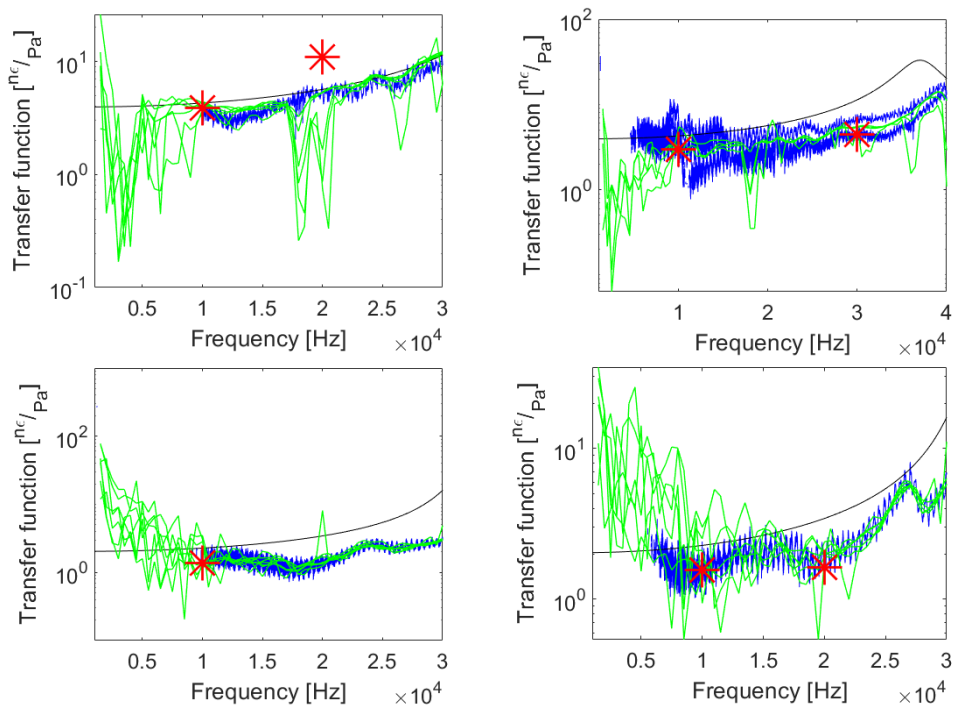 Transfer function [nϵ/Pa]
10^1
10^0
10^-1
0.5 1 1.5 2 2.5 3
Frequency [Hz] ×10^4
Transfer function [nϵ/Pa]
10^2
10^0
1 2 3 4
Frequency [Hz] ×10^4
Transfer function [nϵ/Pa]
10^2
10^0
0.5 1 1.5 2 2.5 3
Frequency [Hz] ×10^4
Transfer function [nϵ/Pa]
10^1
10^0
0.5 1 1.5 2 2.5 3
Frequency [Hz] ×10^4